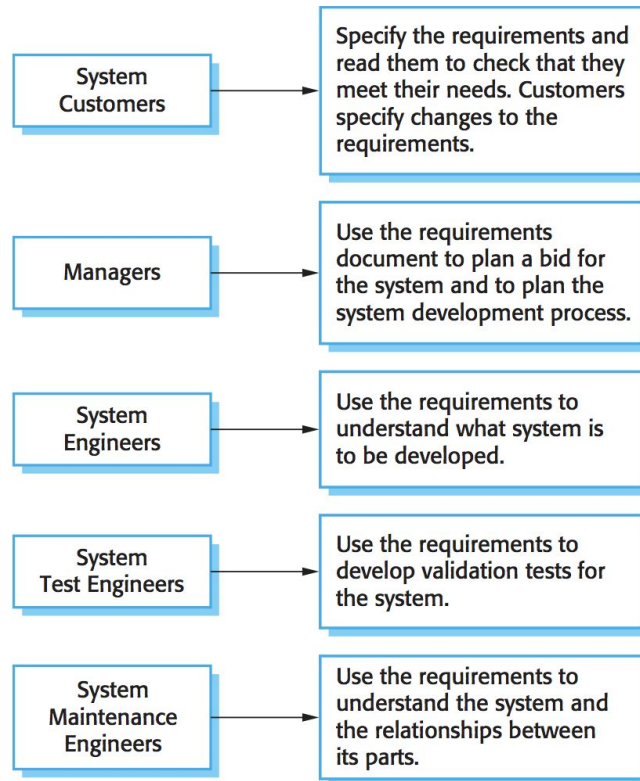 System
Customers
Specify the requirements and
read them to check that they
meet their needs. Customers
specify changes to the
requirements.
Managers
Use the requirements
document to plan a bid for
the system and to plan the
system development process.
System
Engineers
Use the requirements to
understand what system is
to be developed.
System
Test Engineers
Use the requirements to
develop validation tests for
the system.
System
Maintenance
Engineers
Use the requirements to
understand the system and
the relationships between
its parts.